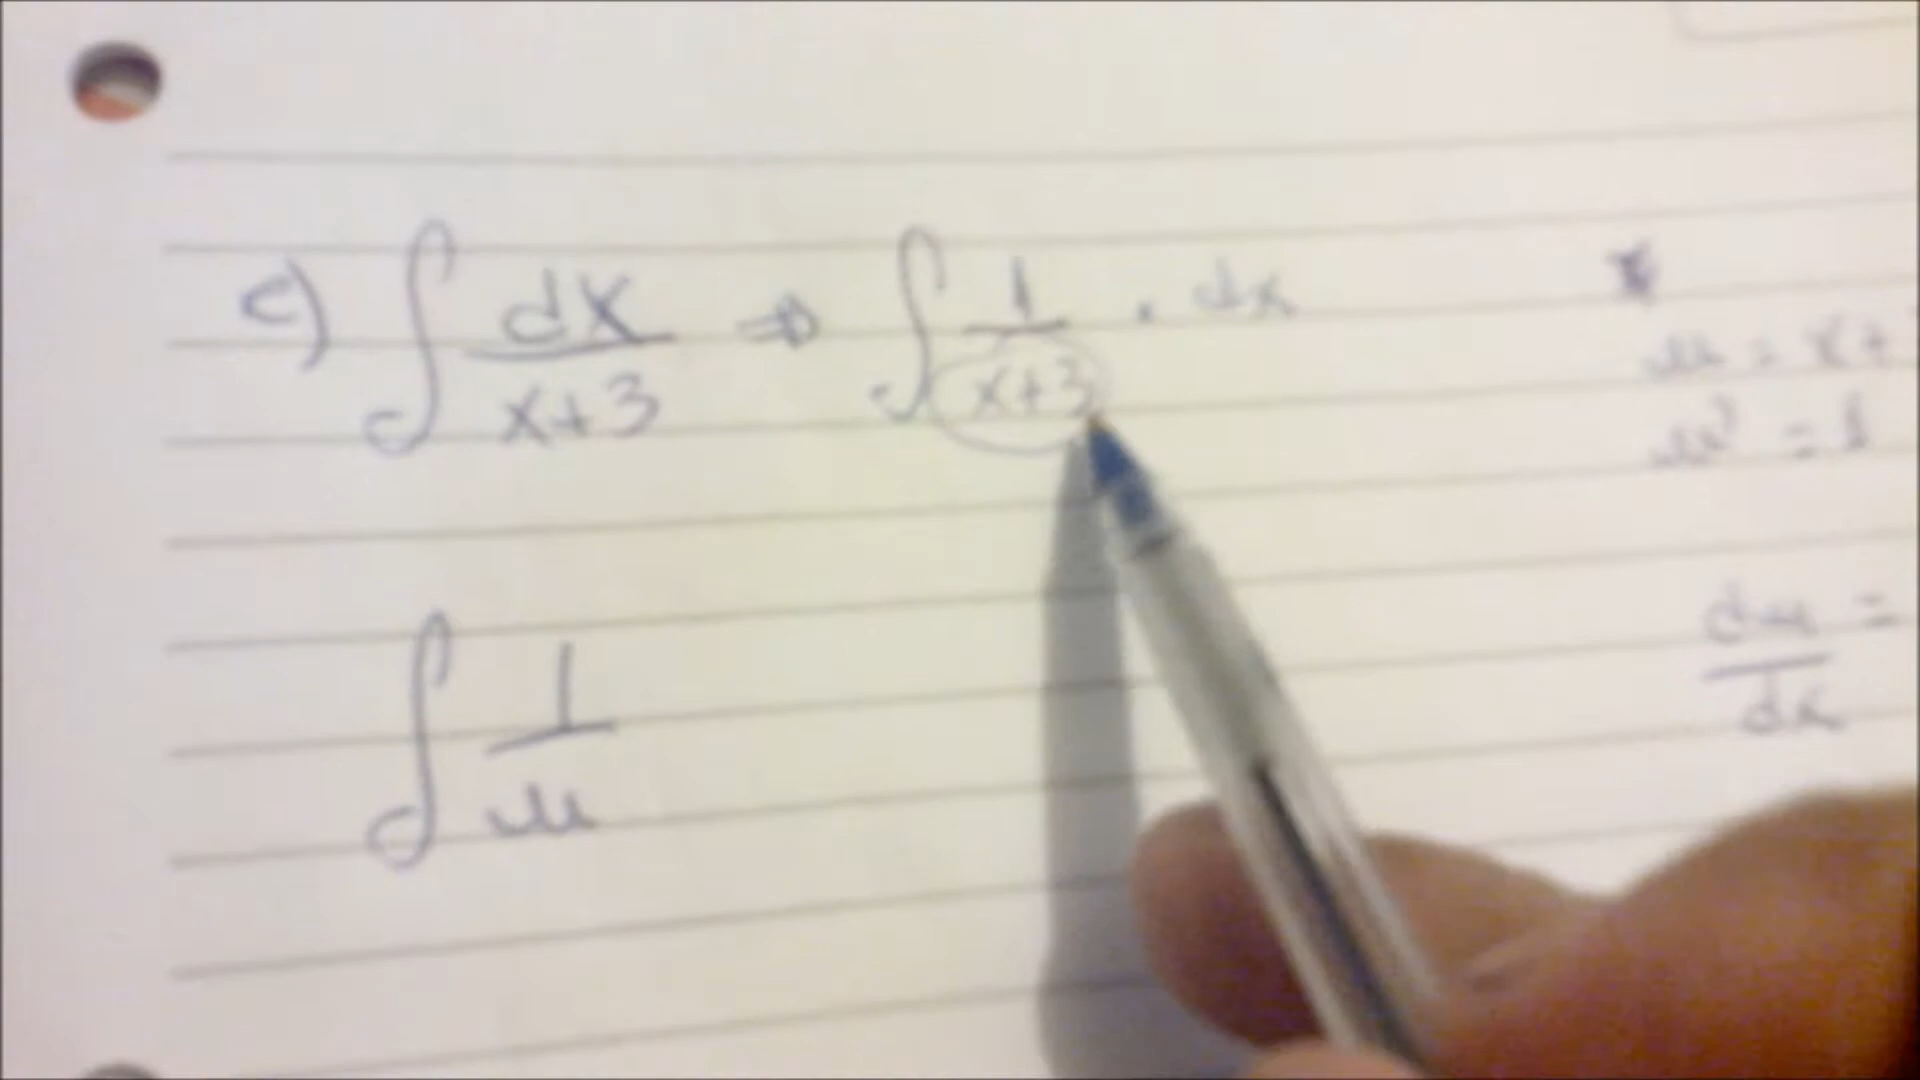 c) ∫ dx/(x+3) ⇒ ∫ 1/(x+3) · dx
*
u = x+
u' = 1
du/dx =
∫ 1/u